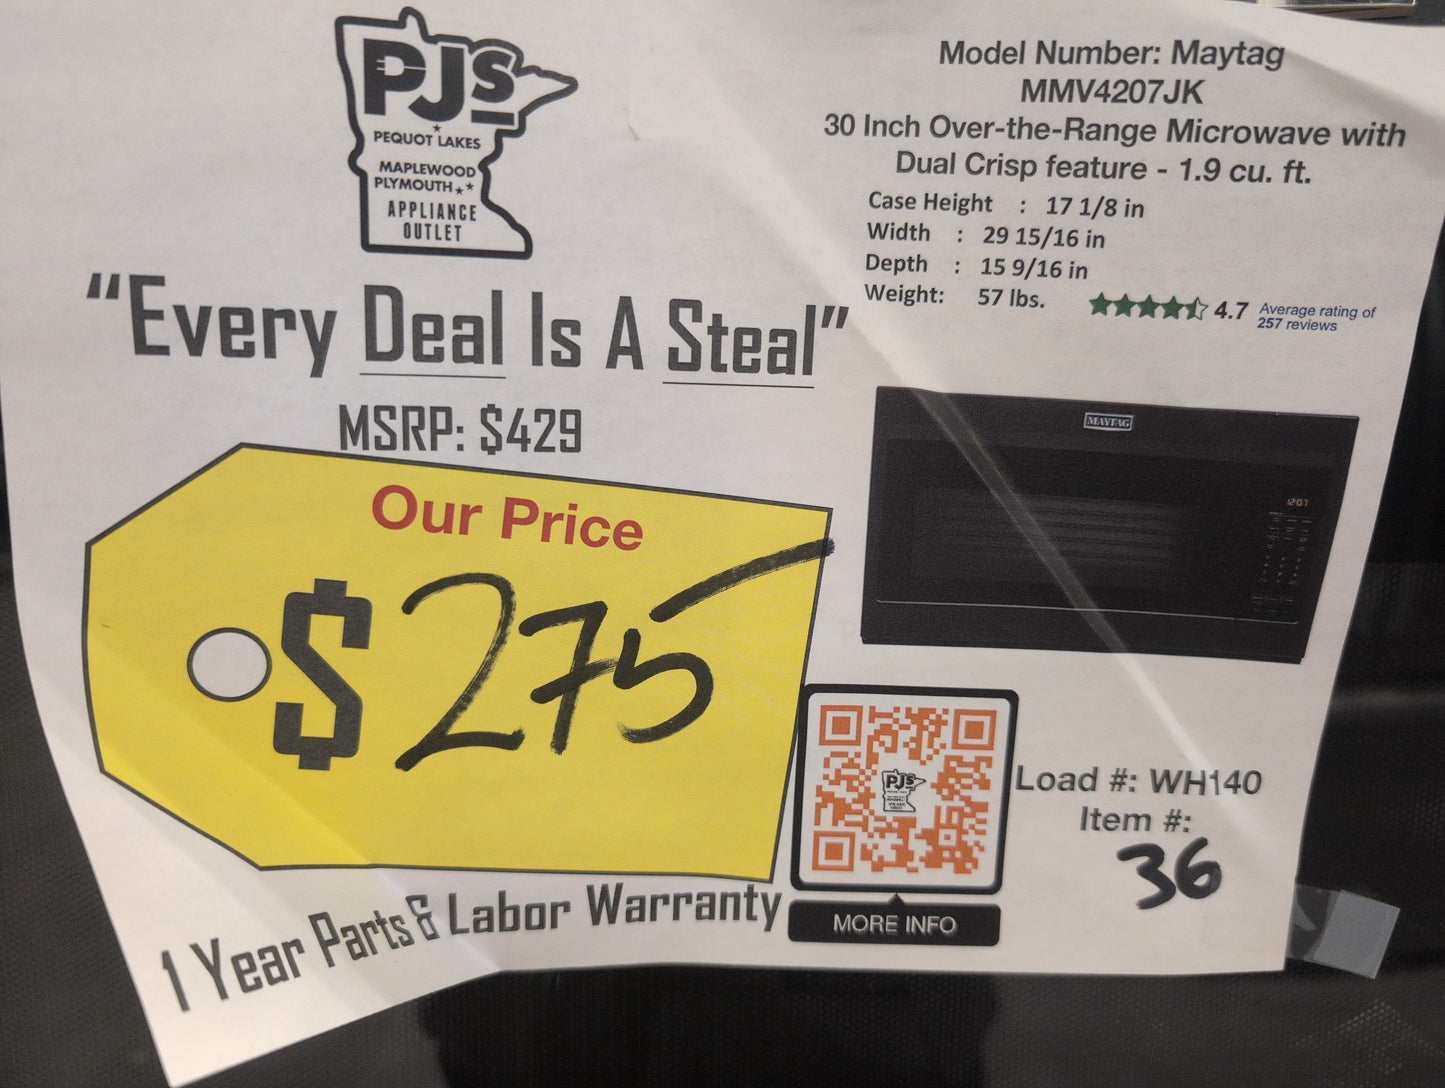 PJS
PEQUOT LAKES
MAPLEWOOD
PLYMOUTH
APPLIANCE
OUTLET
Model Number: Maytag
MMV4207JK
30 Inch Over-the-Range Microwave with
Dual Crisp feature - 1.9 cu. ft.
Case Height : 17 1/8 in
Width : 29 15/16 in
Depth : 15 9/16 in
Weight: 57 lbs.
4.7 Average rating of
257 reviews
“Every Deal Is A Steal”
MSRP: $429
Our Price
$275
MAYTAG
12:07
PJS
MORE INFO
Load #: WH140
Item #:
36
1 Year Parts & Labor Warranty